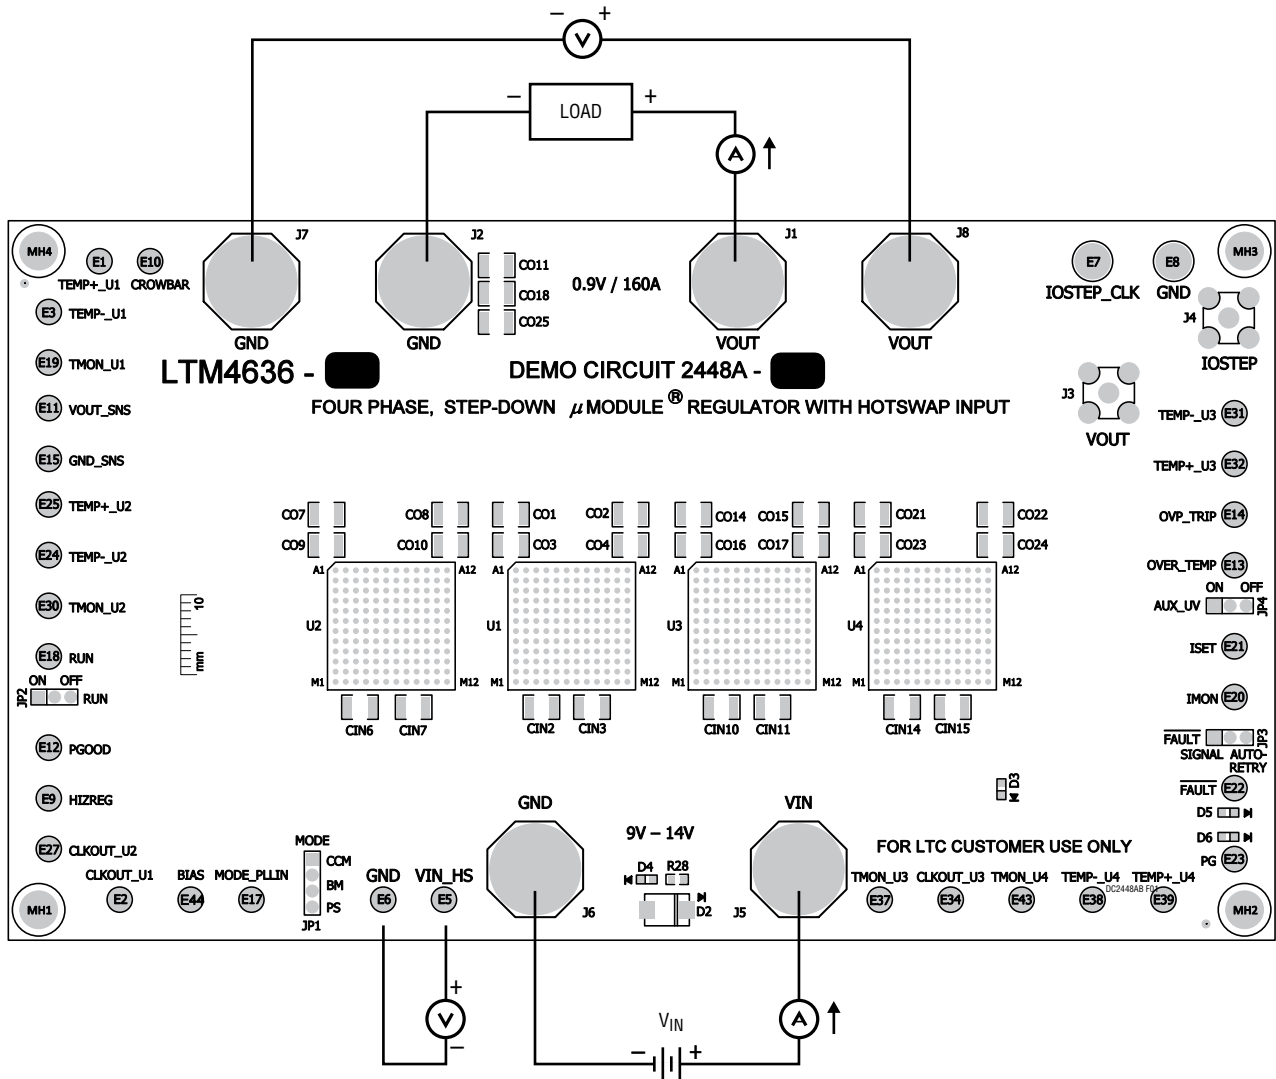 − +
V
− LOAD +
A
J7 J2 J1 J8
MH4 E1 E10 E7 E8 MH3
TEMP+_U1 CROWBAR CO11 0.9V / 160A IOSTEP_CLK GND
CO18
CO25
E3 TEMP-_U1 J4
GND GND VOUT VOUT IOSTEP
E19 TMON_U1
LTM4636 - DEMO CIRCUIT 2448A -
J3 VOUT
E11 VOUT_SNS FOUR PHASE, STEP-DOWN µMODULE® REGULATOR WITH HOTSWAP INPUT TEMP-_U3 E31
E15 GND_SNS TEMP+_U3 E32
E25 TEMP+_U2 CO7 CO8 CO1 CO2 CO14 CO15 CO21 CO22 OVP_TRIP E14
E24 TEMP-_U2 CO9 CO10 CO3 CO4 CO16 CO17 CO23 CO24 OVER_TEMP E13
A1 A12 A1 A12 A1 A12 A1 A12
ON OFF
E30 TMON_U2 10 AUX_UV JP4
U2 U1 U3 U4
E18 RUN mm ISET E21
ON OFF
JP2 RUN M1 M12 M1 M12 M1 M12 M1 M12 IMON E20
CIN6 CIN7 CIN2 CIN3 CIN10 CIN11 CIN14 CIN15
E12 PGOOD FAULT JP3
SIGNAL AUTO-
RETRY
E9 HIZREG GND VIN D3 FAULT E22
D5
9V – 14V D6
E27 CLKOUT_U2 MODE FOR LTC CUSTOMER USE ONLY PG E23
CCM
BM
PS
JP1
CLKOUT_U1 BIAS MODE_PLLIN GND VIN_HS D4 R28 TMON_U3 CLKOUT_U3 TMON_U4 TEMP-_U4 TEMP+_U4
DC2448AB F01
MH1 E2 E44 E17 E6 E5 J6 D2 J5 E37 E34 E43 E38 E39 MH2
+
V
−
VIN
− +
A